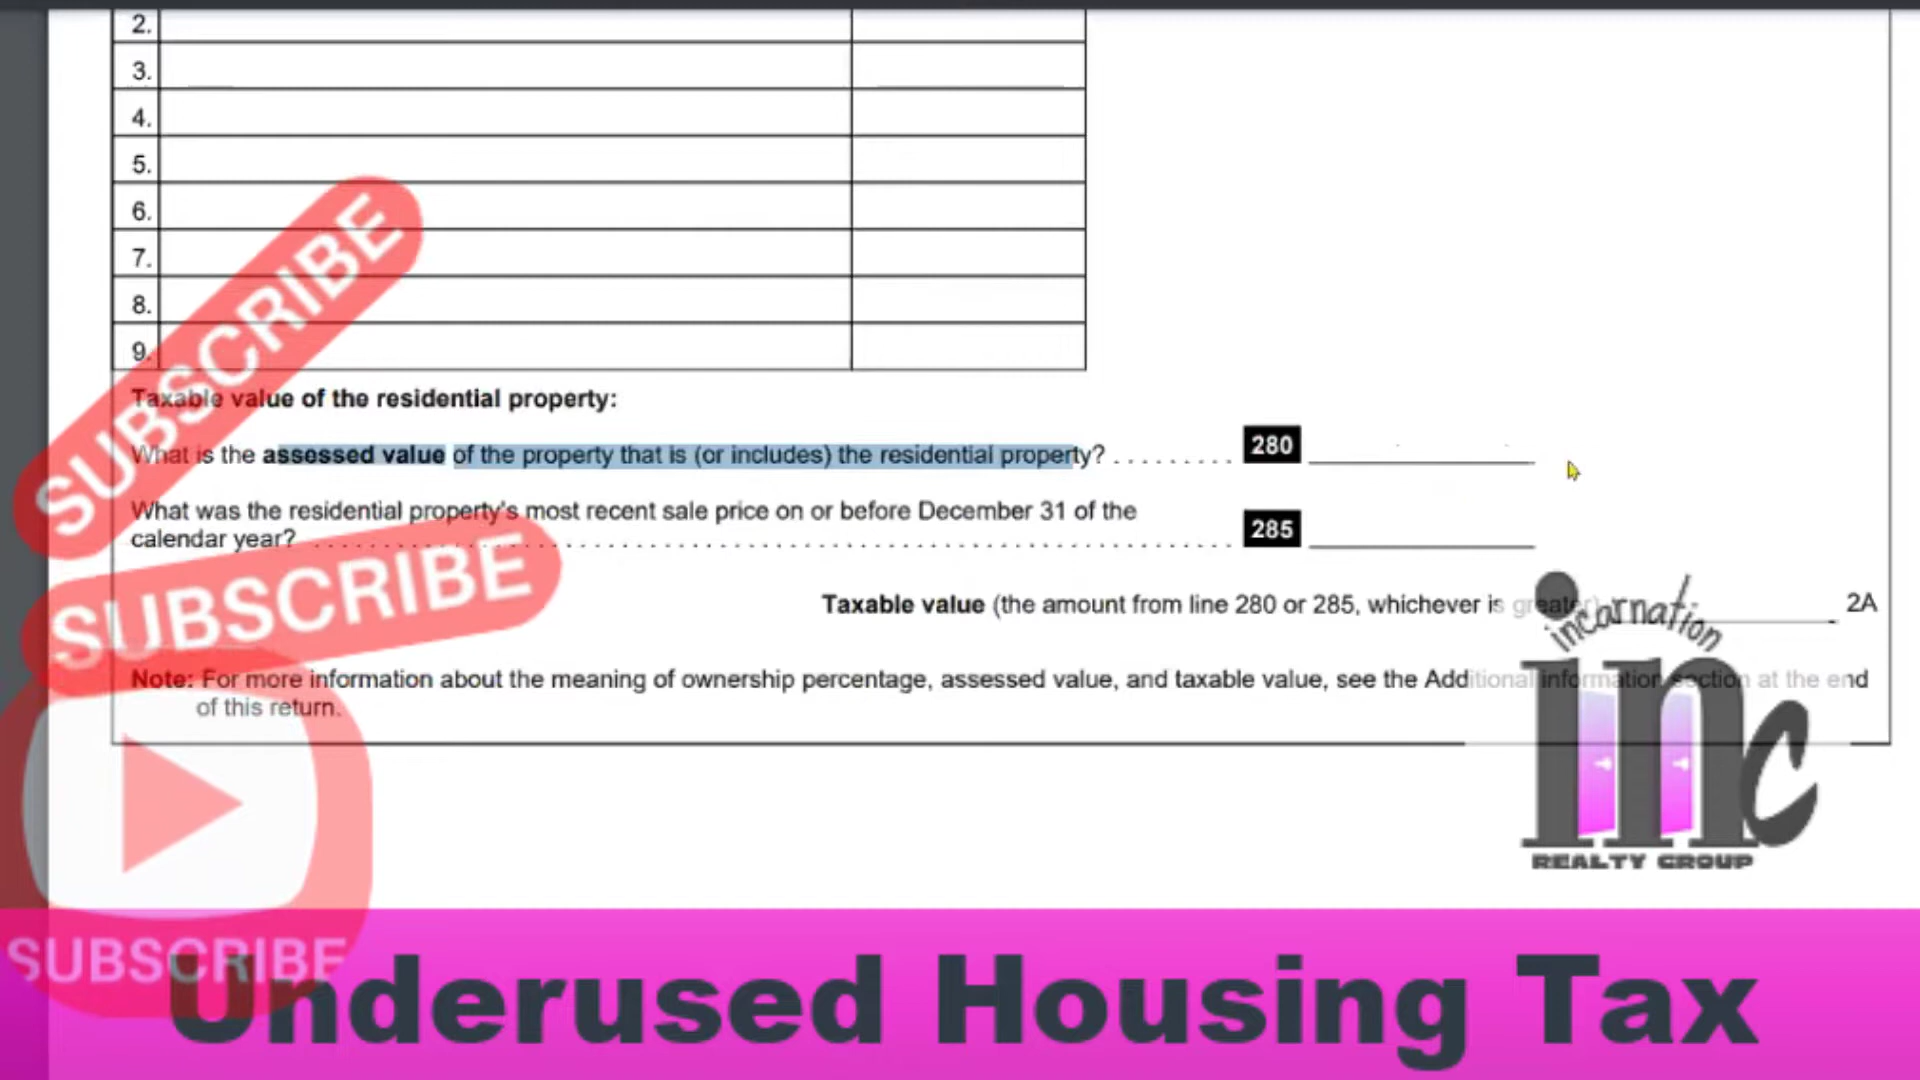 2.
3.
4.
5.
6.
7.
8.
9.
Taxable value of the residential property:
What is the assessed value of the property that is (or includes) the residential property? . . . . . . . . . 280
What was the residential property's most recent sale price on or before December 31 of the
calendar year? . . . . . . . . . . . . . . . . . . . . . . . . . . . . . . . . . . . . . . . . . . . . . . . . . . . . . . . . . . 285
Taxable value (the amount from line 280 or 285, whichever is greater) 2A
Note: For more information about the meaning of ownership percentage, assessed value, and taxable value, see the Additional information section at the end
of this return.
SUBSCRIBE
SUBSCRIBE
SUBSCRIBE
incarnation
inc
REALTY GROUP
Underused Housing Tax